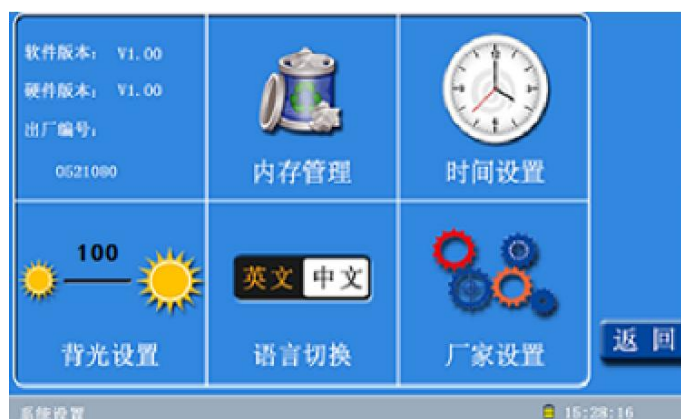 软件版本： V1.00
硬件版本： V1.00
出厂编号：
0521080
内存管理
时间设置
100
背光设置
英文 中文
语言切换
厂家设置
返 回
系统设置
15:28:16